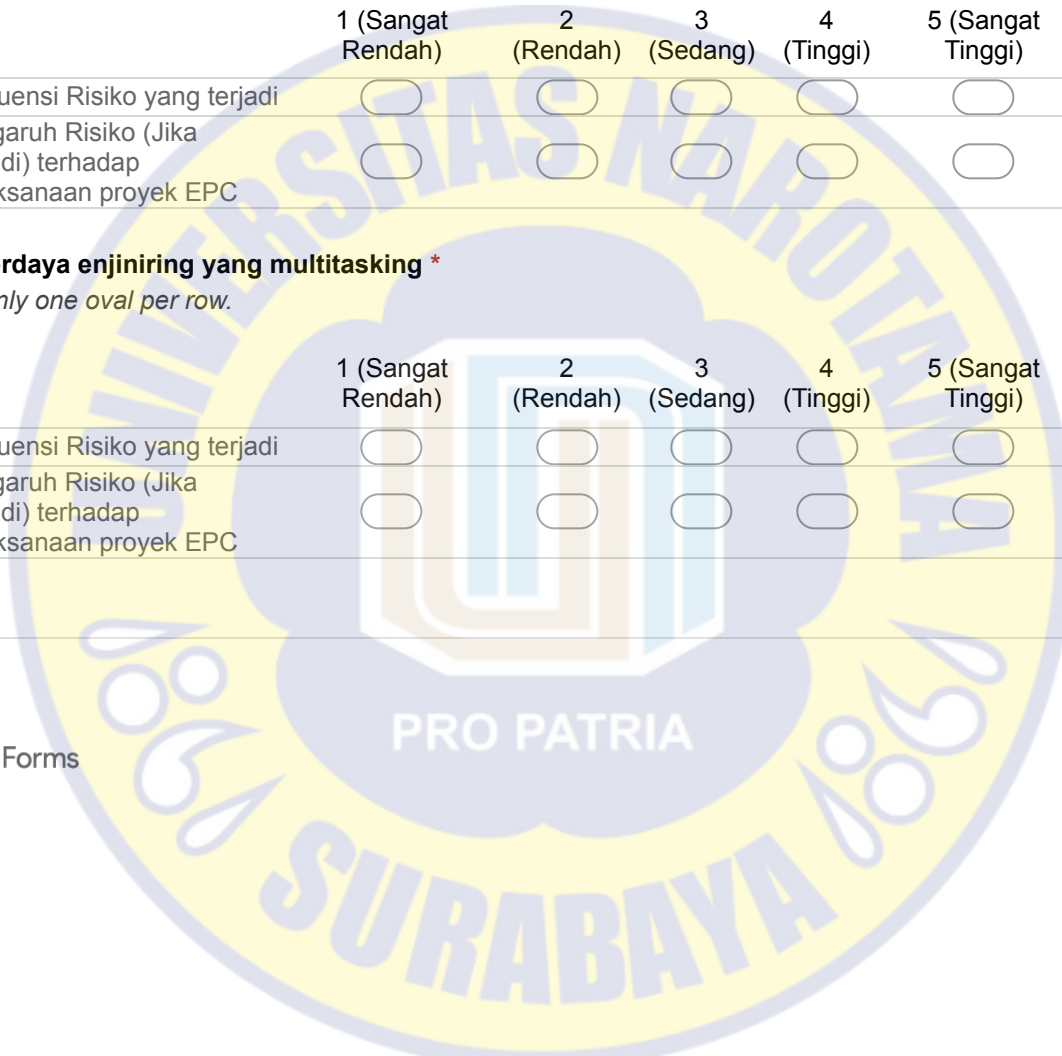 1 (Sangat Rendah) 2 (Rendah) 3 (Sedang) 4 (Tinggi) 5 (Sangat Tinggi)
uensi Risiko yang terjadi
garuh Risiko (Jika
di) terhadap
ksanaan proyek EPC
rdaya enjiniring yang multitasking *
nly one oval per row.
1 (Sangat Rendah) 2 (Rendah) 3 (Sedang) 4 (Tinggi) 5 (Sangat Tinggi)
uensi Risiko yang terjadi
garuh Risiko (Jika
di) terhadap
ksanaan proyek EPC
Forms
UNIVERSITAS NAROTAMA
PRO PATRIA
SURABAYA